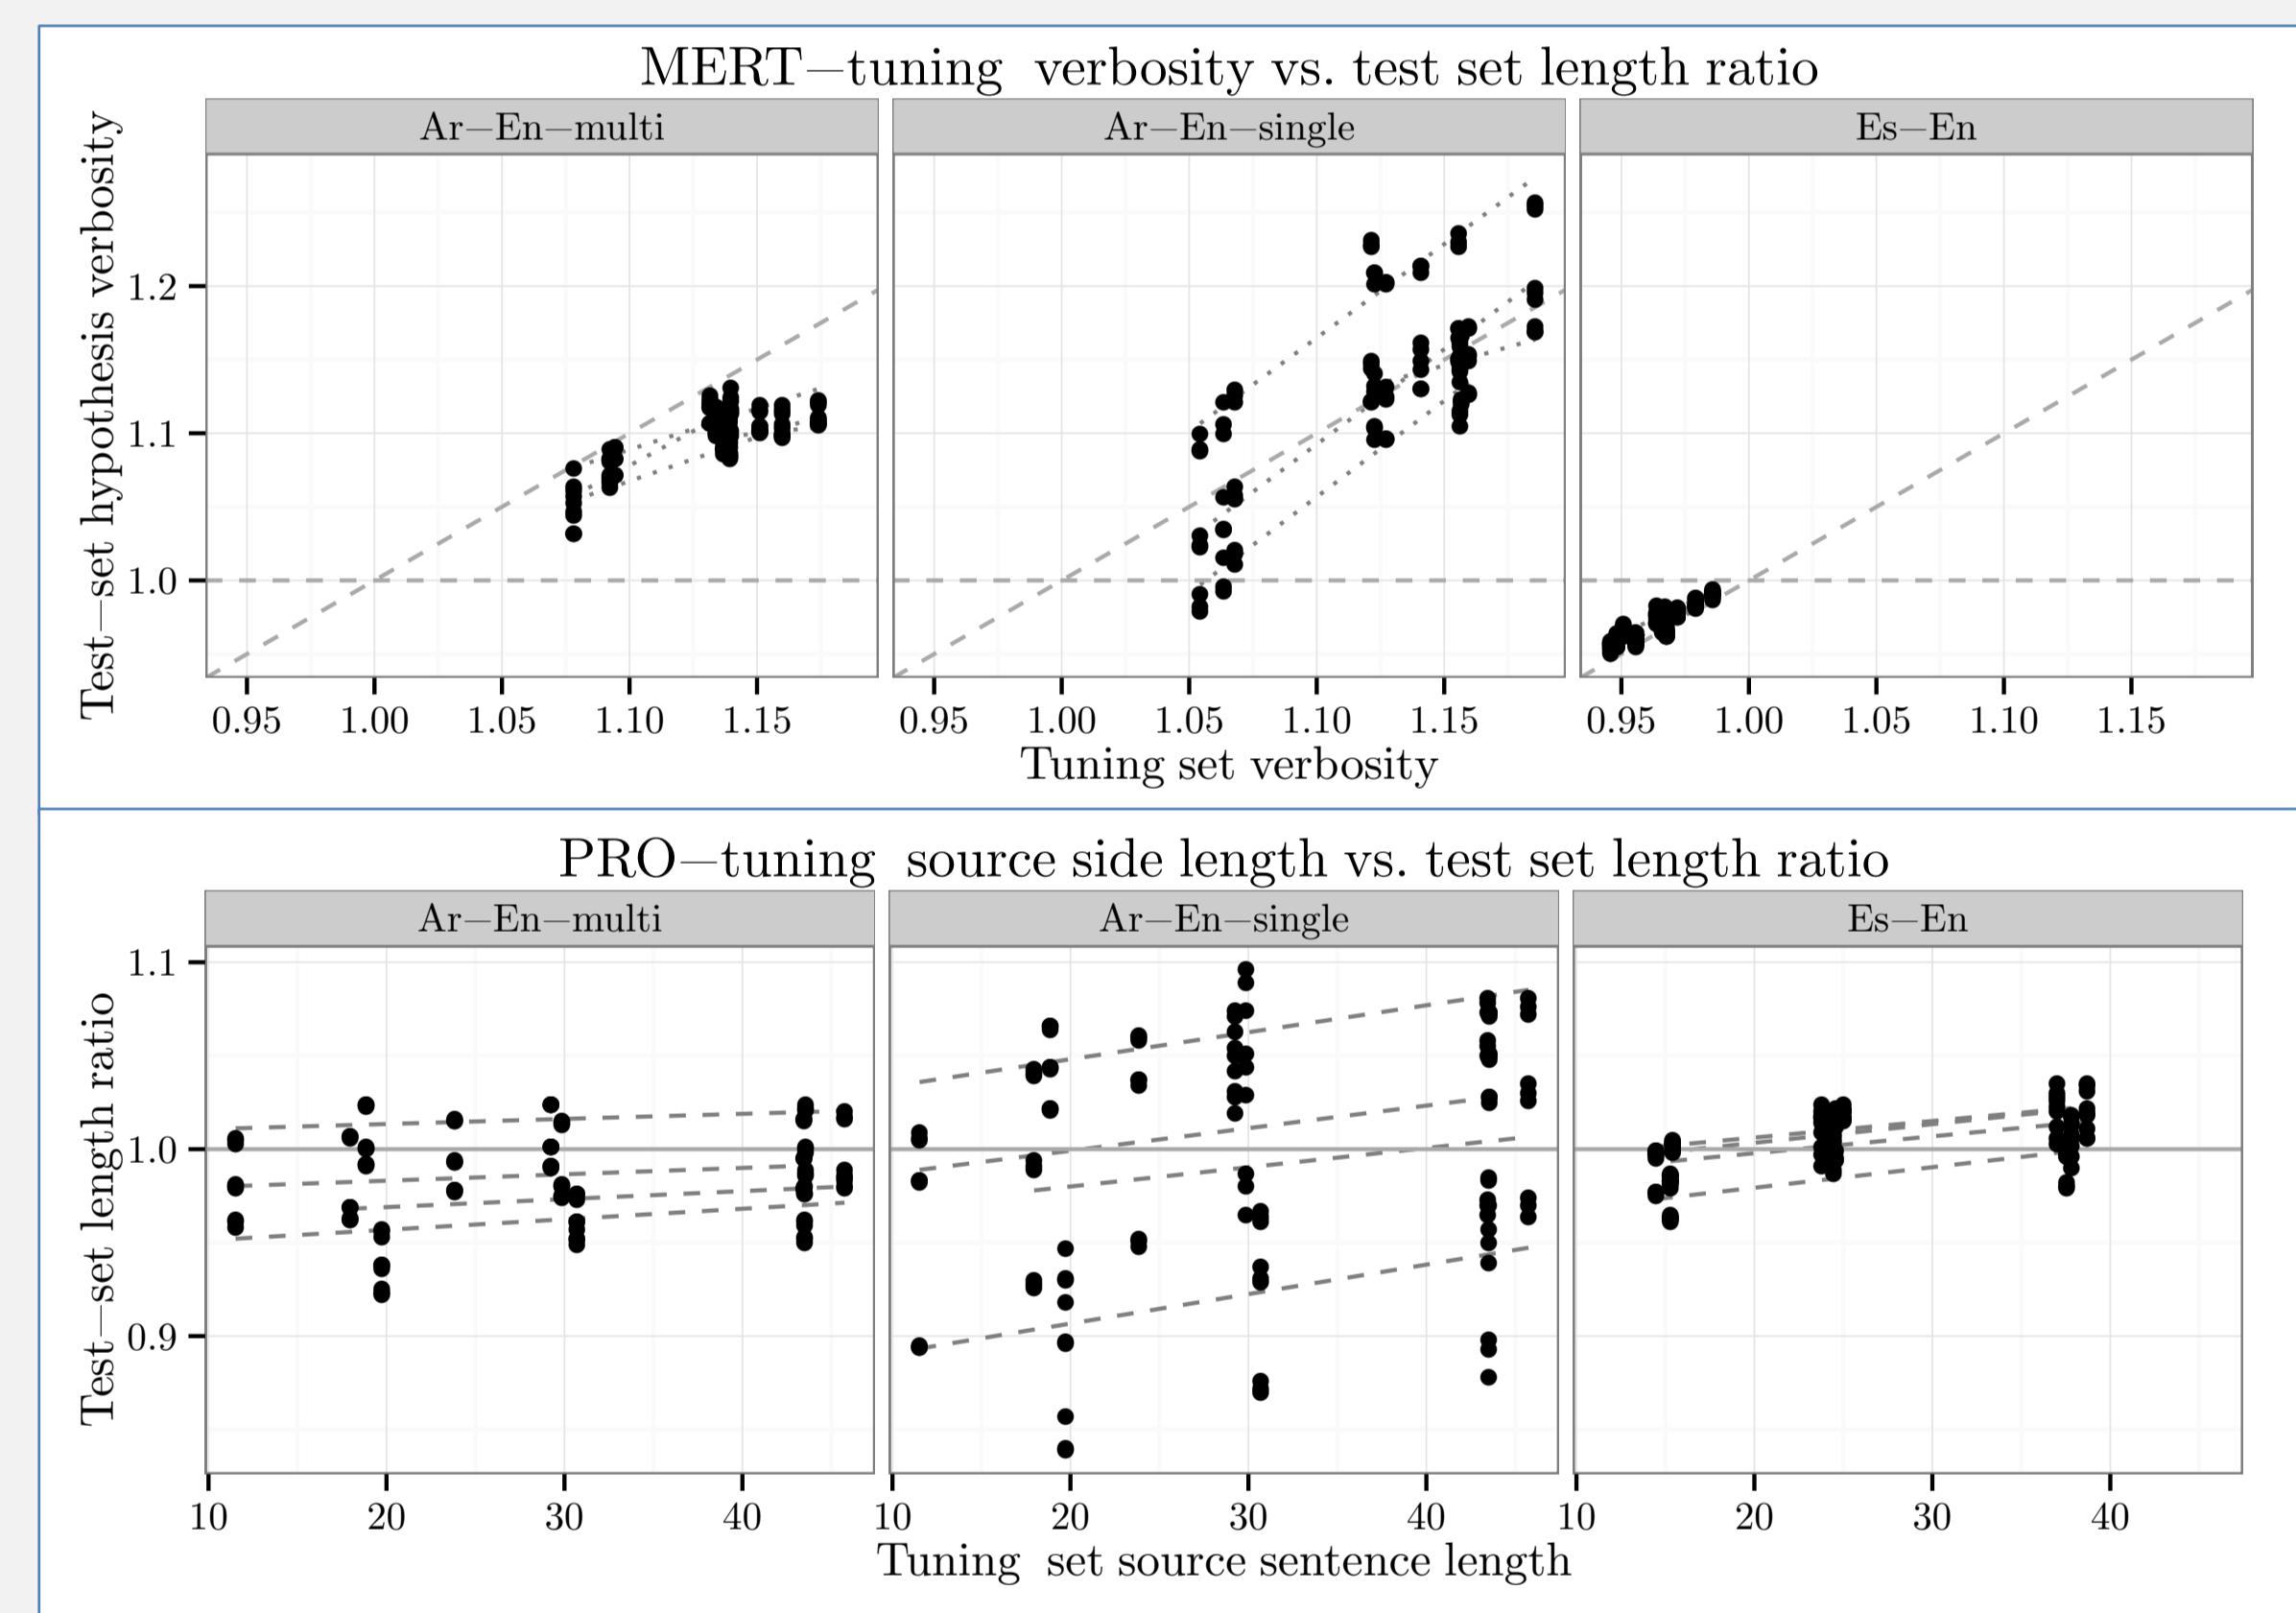 MERT—tuning verbosity vs. test set length ratio
Ar—En—multi
Ar—En—single
Es—En
Test—set hypothesis verbosity
1.2
1.1
1.0
0.95 1.00 1.05 1.10 1.15
0.95 1.00 1.05 1.10 1.15
0.95 1.00 1.05 1.10 1.15
Tuning set verbosity
PRO—tuning source side length vs. test set length ratio
Ar—En—multi
Ar—En—single
Es—En
Test—set length ratio
1.1
1.0
0.9
10 20 30 40
10 20 30 40
10 20 30 40
Tuning set source sentence length